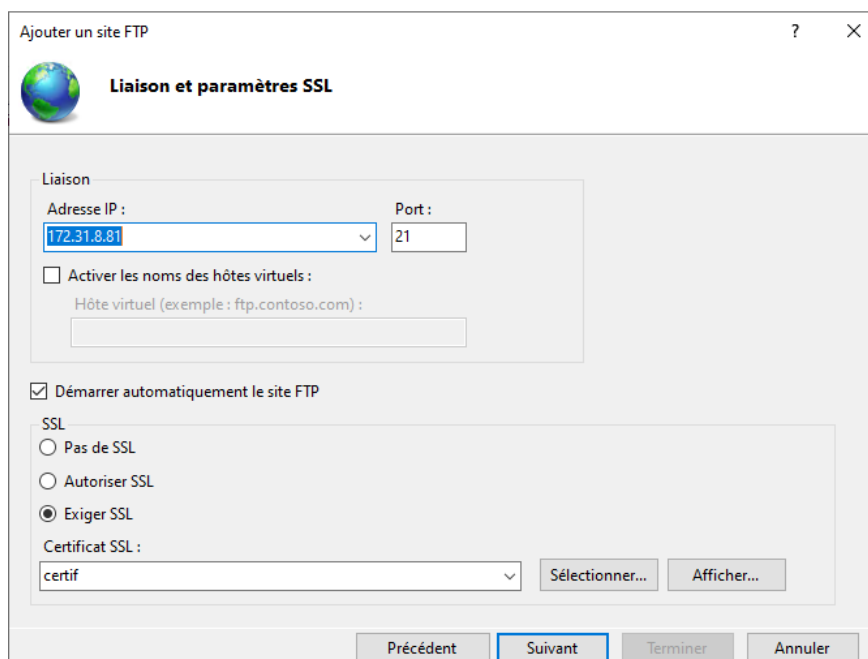 Ajouter un site FTP
?
Liaison et paramètres SSL
Liaison
Adresse IP :
Port :
172.31.8.81
21
Activer les noms des hôtes virtuels :
Hôte virtuel (exemple : ftp.contoso.com) :
Démarrer automatiquement le site FTP
SSL
Pas de SSL
Autoriser SSL
Exiger SSL
Certificat SSL :
certif
Sélectionner...
Afficher...
Précédent
Suivant
Terminer
Annuler